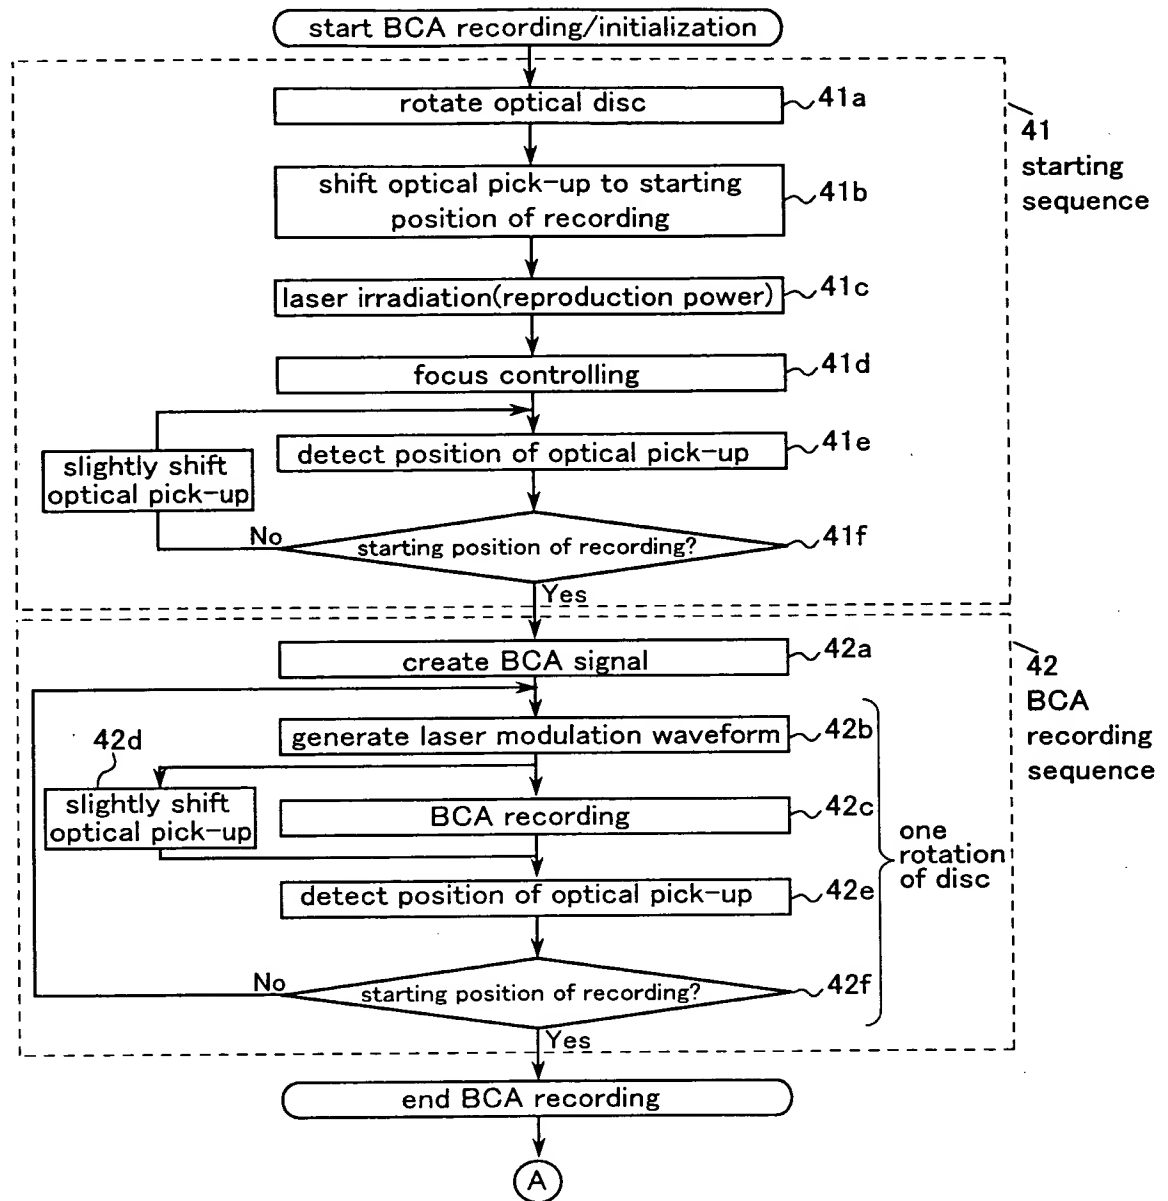 start BCA recording/initialization
rotate optical disc
41a
41
starting
sequence
shift optical pick-up to starting
position of recording
41b
laser irradiation(reproduction power)
41c
focus controlling
41d
detect position of optical pick-up
41e
slightly shift
optical pick-up
No
starting position of recording?
41f
Yes
create BCA signal
42a
42
BCA
recording
sequence
generate laser modulation waveform
42b
42d
slightly shift
optical pick-up
BCA recording
42c
one
rotation
of disc
detect position of optical pick-up
42e
No
starting position of recording?
42f
Yes
end BCA recording
A